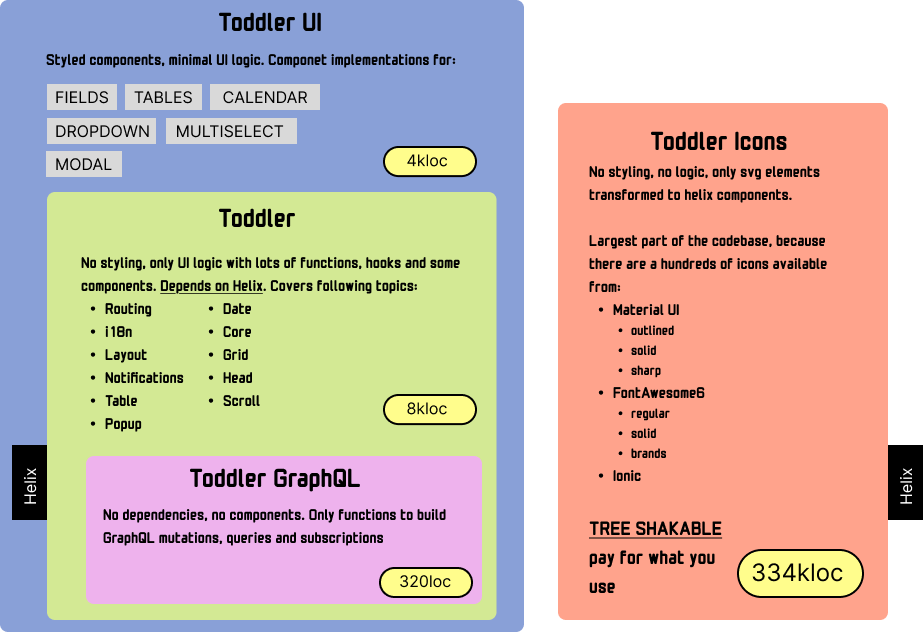 Toddler UI
Styled components, minimal UI logic. Componet implementations for:
FIELDS
TABLES
CALENDAR
DROPDOWN
MULTISELECT
MODAL
4kloc
Toddler
No styling, only UI logic with lots of functions, hooks and some
components. Depends on Helix. Covers following topics:
• Routing
• i18n
• Layout
• Notifications
• Table
• Popup
• Date
• Core
• Grid
• Head
• Scroll
8kloc
Helix
Toddler GraphQL
No dependencies, no components. Only functions to build
GraphQL mutations, queries and subscriptions
320loc
Toddler Icons
No styling, no logic, only svg elements
transformed to helix components.
Largest part of the codebase, because
there are a hundreds of icons available
from:
• Material UI
• outlined
• solid
• sharp
• FontAwesome6
• regular
• solid
• brands
• Ionic
TREE SHAKABLE
pay for what you
use
334kloc
Helix